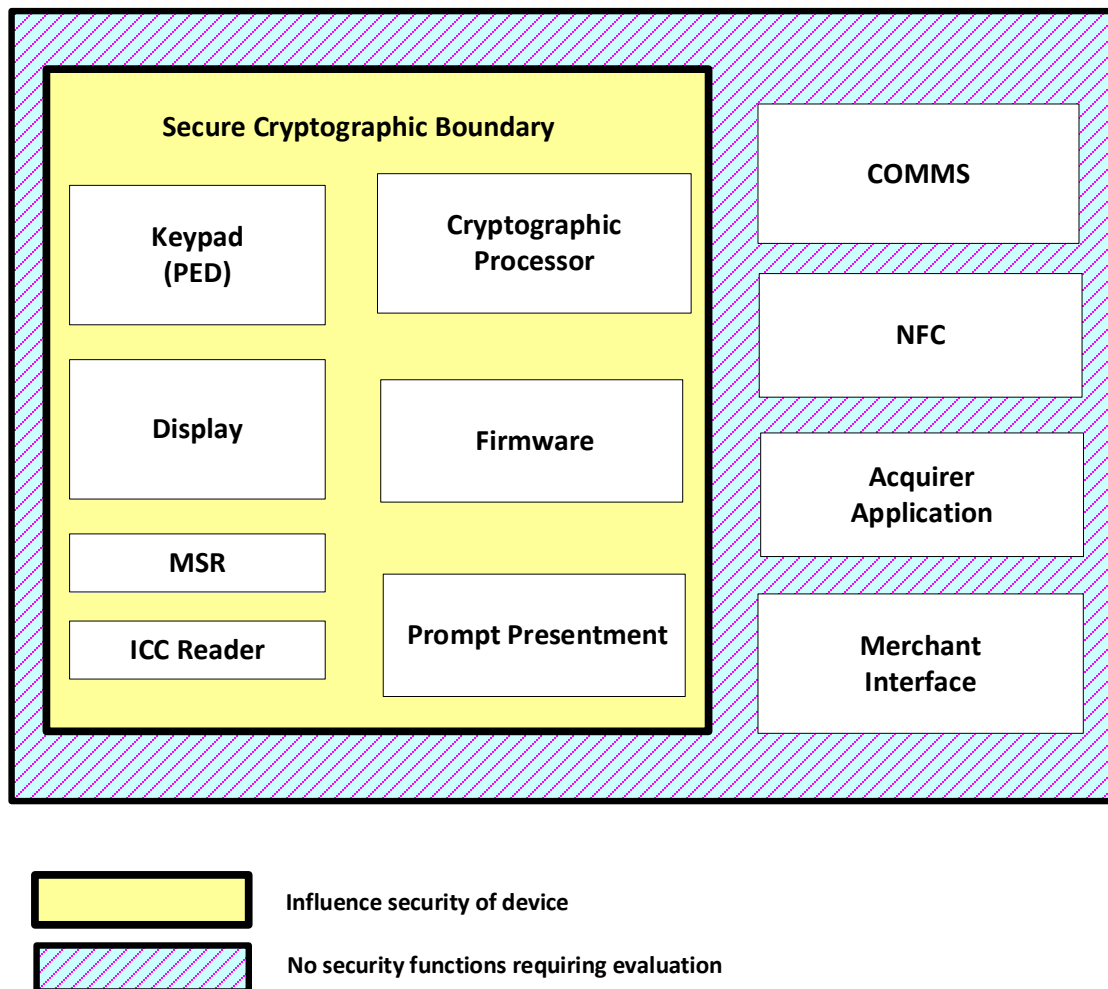 Secure Cryptographic Boundary
Keypad
(PED)
Cryptographic
Processor
Display
Firmware
MSR
ICC Reader
Prompt Presentment
COMMS
NFC
Acquirer
Application
Merchant
Interface
Influence security of device
No security functions requiring evaluation